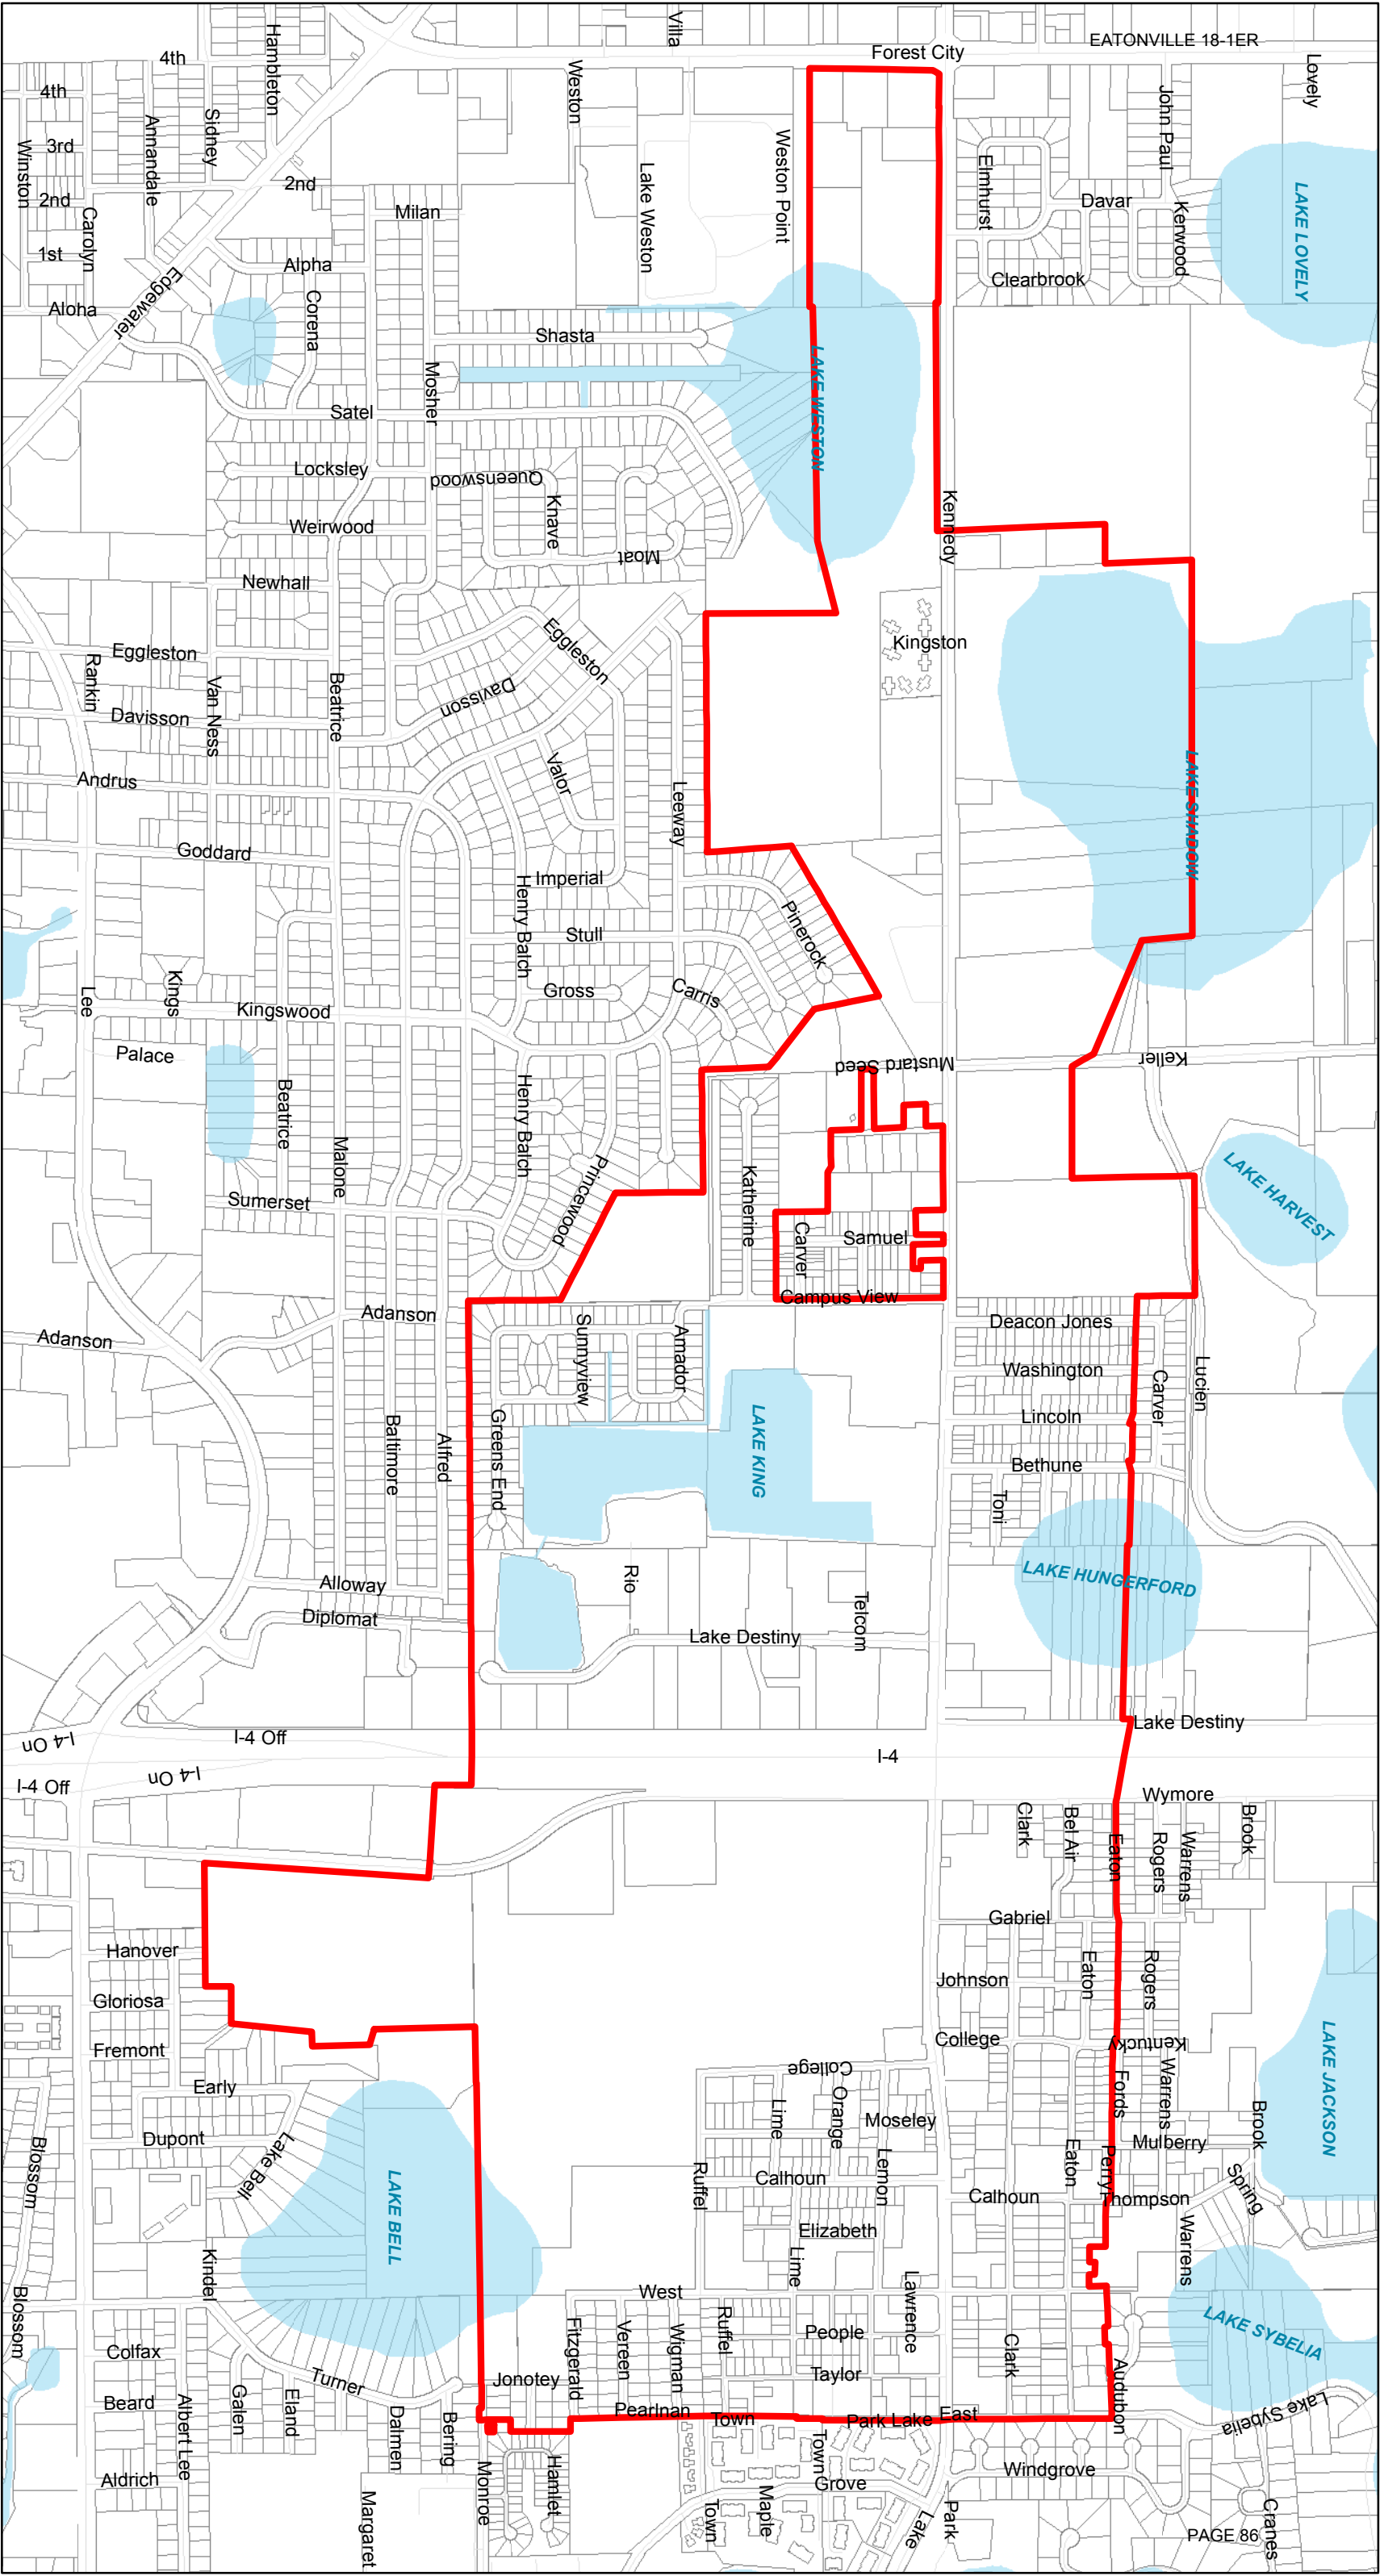 Villa
Forest City
EATONVILLE 18-1ER
Lovely
4th
Hambleton
Weston
4th
Annandale
Sidney
John Paul
3rd
Winston
Weston Point
Elmhurst
LAKE LOVELY
2nd
2nd
Carolyn
Milan
Lake Weston
Davar
Kerwood
1st
Alpha
Clearbrook
Edgewater
Aloha
Corena
Shasta
LAKE WESTON
Mosher
Satel
Locksley
Queenswood
Knave
Kennedy
Weirwood
Moat
Newhall
Eggleston
Eggleston
Kingston
Rankin
Van Ness
Beatrice
Davisson
Davisson
Andrus
Valor
Leeway
LAKE SHADOW
Goddard
Imperial
Henry Balch
Stull
Pinerock
Kings
Gross
Carris
Lee
Kingswood
Palace
Mustard Seed
Keller
Beatrice
Henry Balch
LAKE HARVEST
Malone
Princewood
Katherine
Sumerset
Carver
Samuel
Campus View
Adanson
Adanson
Sunnyview
Amador
Deacon Jones
Washington
Carver
Lucien
Lincoln
Baltimore
Alfred
Greens End
LAKE KING
Bethune
Toni
Alloway
Rio
LAKE HUNGERFORD
Diplomat
Telcom
Lake Destiny
Lake Destiny
I-4 On
I-4 Off
I-4
I-4 Off
I-4 On
Wymore
Clark
Bel Air
Eaton
Rogers
Warrens
Brook
Gabriel
Hanover
Johnson
Eaton
Rogers
Gloriosa
College
Kentucky
LAKE JACKSON
Fremont
College
Early
Lime
Orange
Moseley
Fords
Warrens
Brook
Dupont
Lake Bell
Mulberry
Blossom
LAKE BELL
Ruffel
Calhoun
Lemon
Eaton
Perry
Spring
Calhoun
Thompson
Elizabeth
Warrens
Kindel
Lime
Blossom
West
Lawrence
LAKE SYBELIA
Colfax
Fitzgerald
Vereen
Wigman
Ruffel
People
Clark
Turner
Jonotey
Taylor
Audubon
Beard
Albert Lee
Galen
Eland
Damen
Bering
Pearlnan
Town
Park Lake
East
Lake Sybelia
Aldrich
Monroe
Hamlet
Town
Grove
Windgrove
Margaret
Town
Maple
Lake
Park
PAGE 86
Cranes